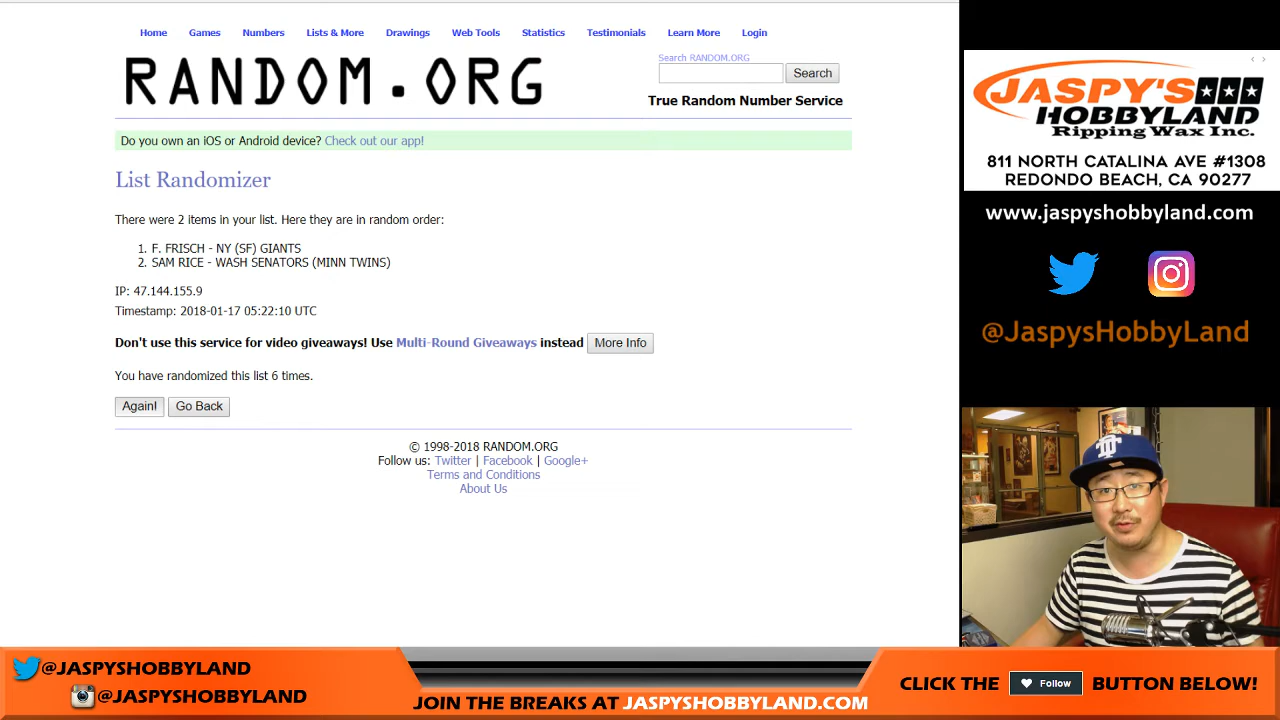 Home Games Numbers Lists & More Drawings Web Tools Statistics Testimonials Learn More Login
RANDOM.ORG
Search RANDOM.ORG
Search
True Random Number Service
Do you own an iOS or Android device? Check out our app!
List Randomizer
There were 2 items in your list. Here they are in random order:
1. F. FRISCH - NY (SF) GIANTS
2. SAM RICE - WASH SENATORS (MINN TWINS)
IP: 47.144.155.9
Timestamp: 2018-01-17 05:22:10 UTC
Don't use this service for video giveaways! Use Multi-Round Giveaways instead More Info
You have randomized this list 6 times.
Again! Go Back
© 1998-2018 RANDOM.ORG
Follow us: Twitter | Facebook | Google+
Terms and Conditions
About Us
JASPY'S
HOBBYLAND
Ripping Wax Inc.
811 NORTH CATALINA AVE #1308
REDONDO BEACH, CA 90277
www.jaspyshobbyland.com
@JaspysHobbyLand
@JASPYSHOBBYLAND
@JASPYSHOBBYLAND
JOIN THE BREAKS AT JASPYSHOBBYLAND.COM
CLICK THE Follow BUTTON BELOW!